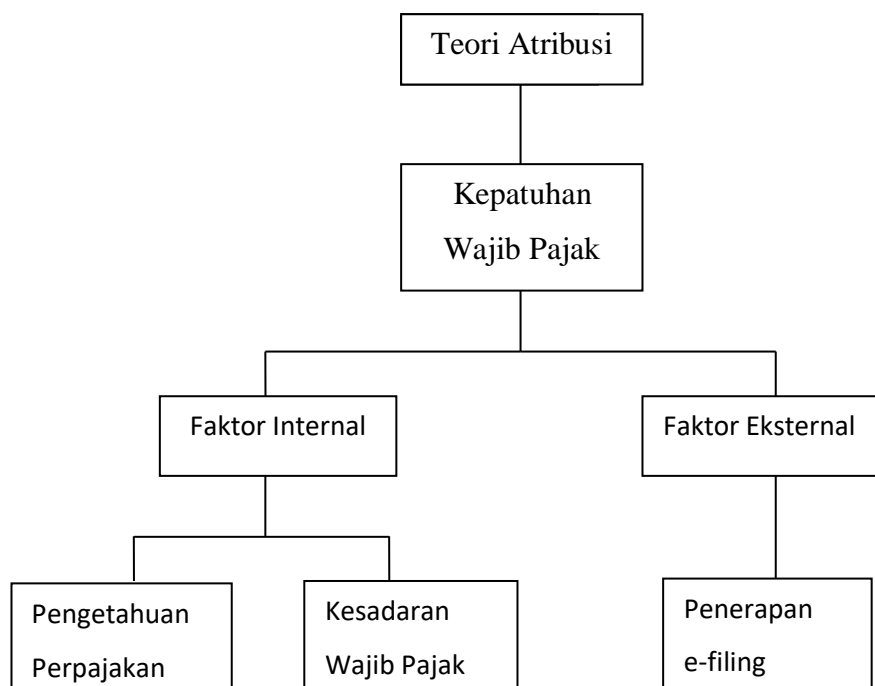 Teori Atribusi
Kepatuhan
Wajib Pajak
Faktor Internal
Faktor Eksternal
Pengetahuan
Perpajakan
Kesadaran
Wajib Pajak
Penerapan
e-filing